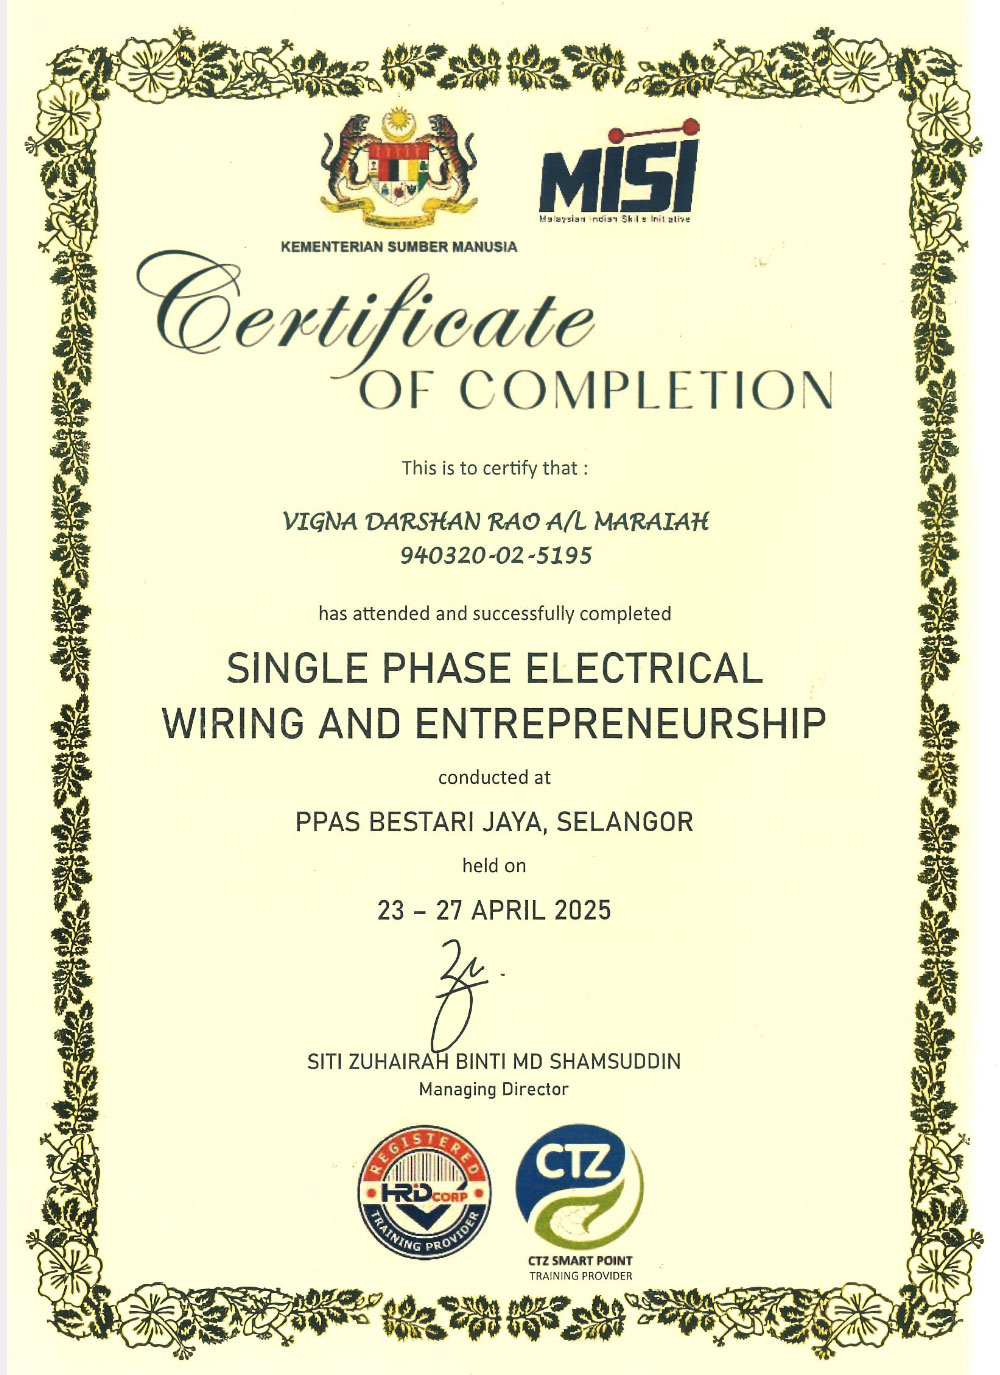 KEMENTERIAN SUMBER MANUSIA
MiSI
Malaysian Indian Skills Initiative
Certificate
OF COMPLETION
This is to certify that :
VIGNA DARSHAN RAO A/L MARAIAH
940320-02-5195
has attended and successfully completed
SINGLE PHASE ELECTRICAL
WIRING AND ENTREPRENEURSHIP
conducted at
PPAS BESTARI JAYA, SELANGOR
held on
23 – 27 APRIL 2025
SITI ZUHAIRAH BINTI MD SHAMSUDDIN
Managing Director
REGISTERED
HRD CORP
TRAINING PROVIDER
CTZ
CTZ SMART POINT
TRAINING PROVIDER